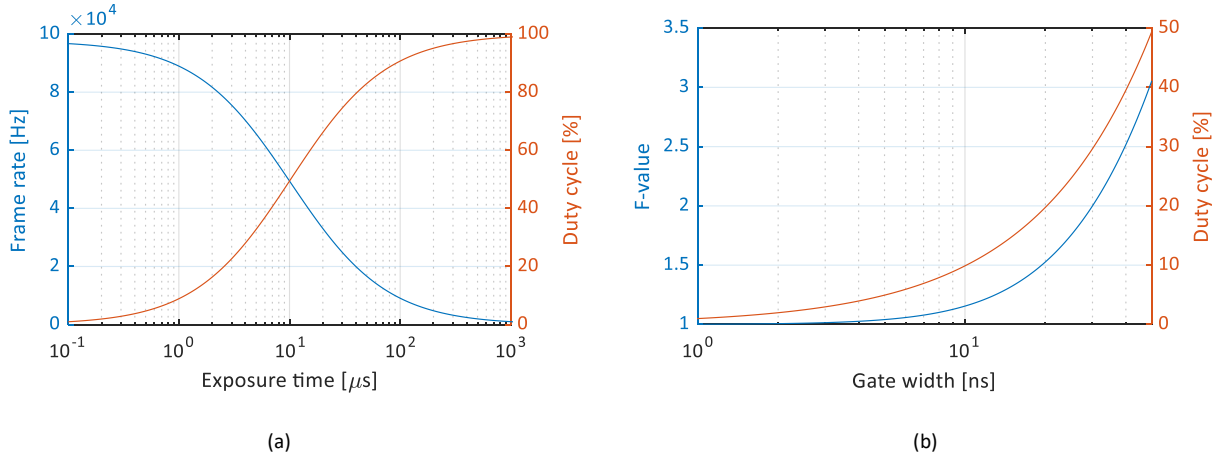 ×10^4
10
8
6
4
2
0
Frame rate [Hz]
100
80
60
40
20
0
Duty cycle [%]
10^-1 10^0 10^1 10^2 10^3
Exposure time [μs]
(a)
3.5
3
2.5
2
1.5
1
F-value
50
40
30
20
10
0
Duty cycle [%]
10^0 10^1
Gate width [ns]
(b)